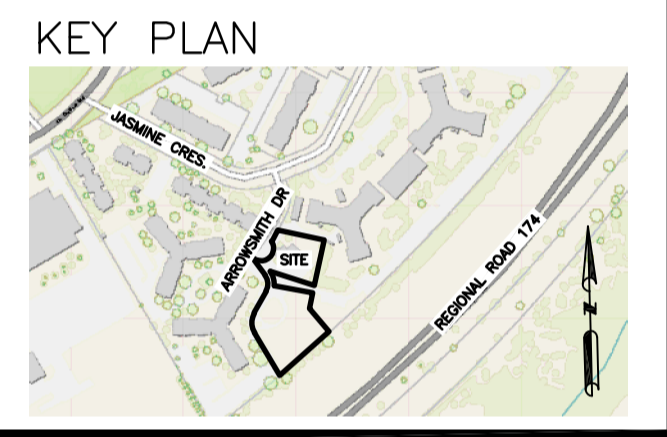 KEY PLAN
JASMINE CRES.
ARROWSMITH DR
SITE
REGIONAL ROAD 174
N